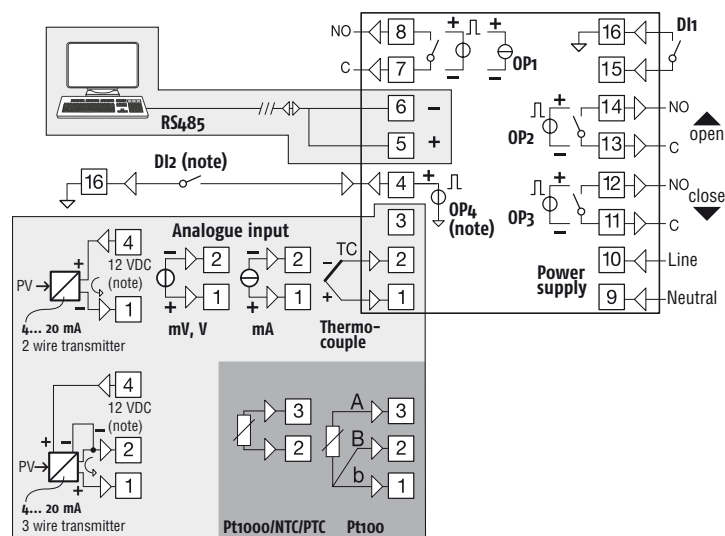 NO
8
C
7
OP1
16
DI1
15
RS485
6 −
5 +
14
NO
OP2
13
C
open
DI2 (note)
16
4
OP4
(note)
12
NO
close
OP3
11
C
3
Analogue input
4
12 VDC
(note)
PV
1
4... 20 mA
2 wire transmitter
− 2
+ 1
mV, V
− 2
+ 1
mA
TC
− 2
+ 1
Thermo-
couple
10
Line
Power
supply
9
Neutral
4
12 VDC
(note)
2
PV
1
4... 20 mA
3 wire transmitter
3
2
Pt1000/NTC/PTC
A
3
B
2
b
1
Pt100